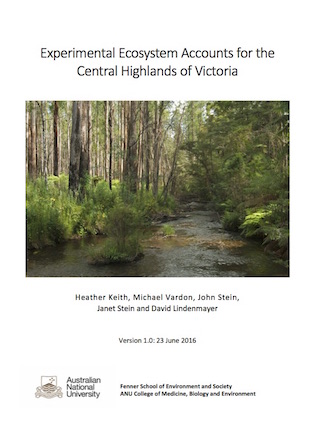 Experimental Ecosystem Accounts for the
Central Highlands of Victoria
Heather Keith, Michael Vardon, John Stein,
Janet Stein and David Lindenmayer
Version 1.0: 23 June 2016
Australian
National
University
Fenner School of Environment and Society
ANU College of Medicine, Biology and Environment